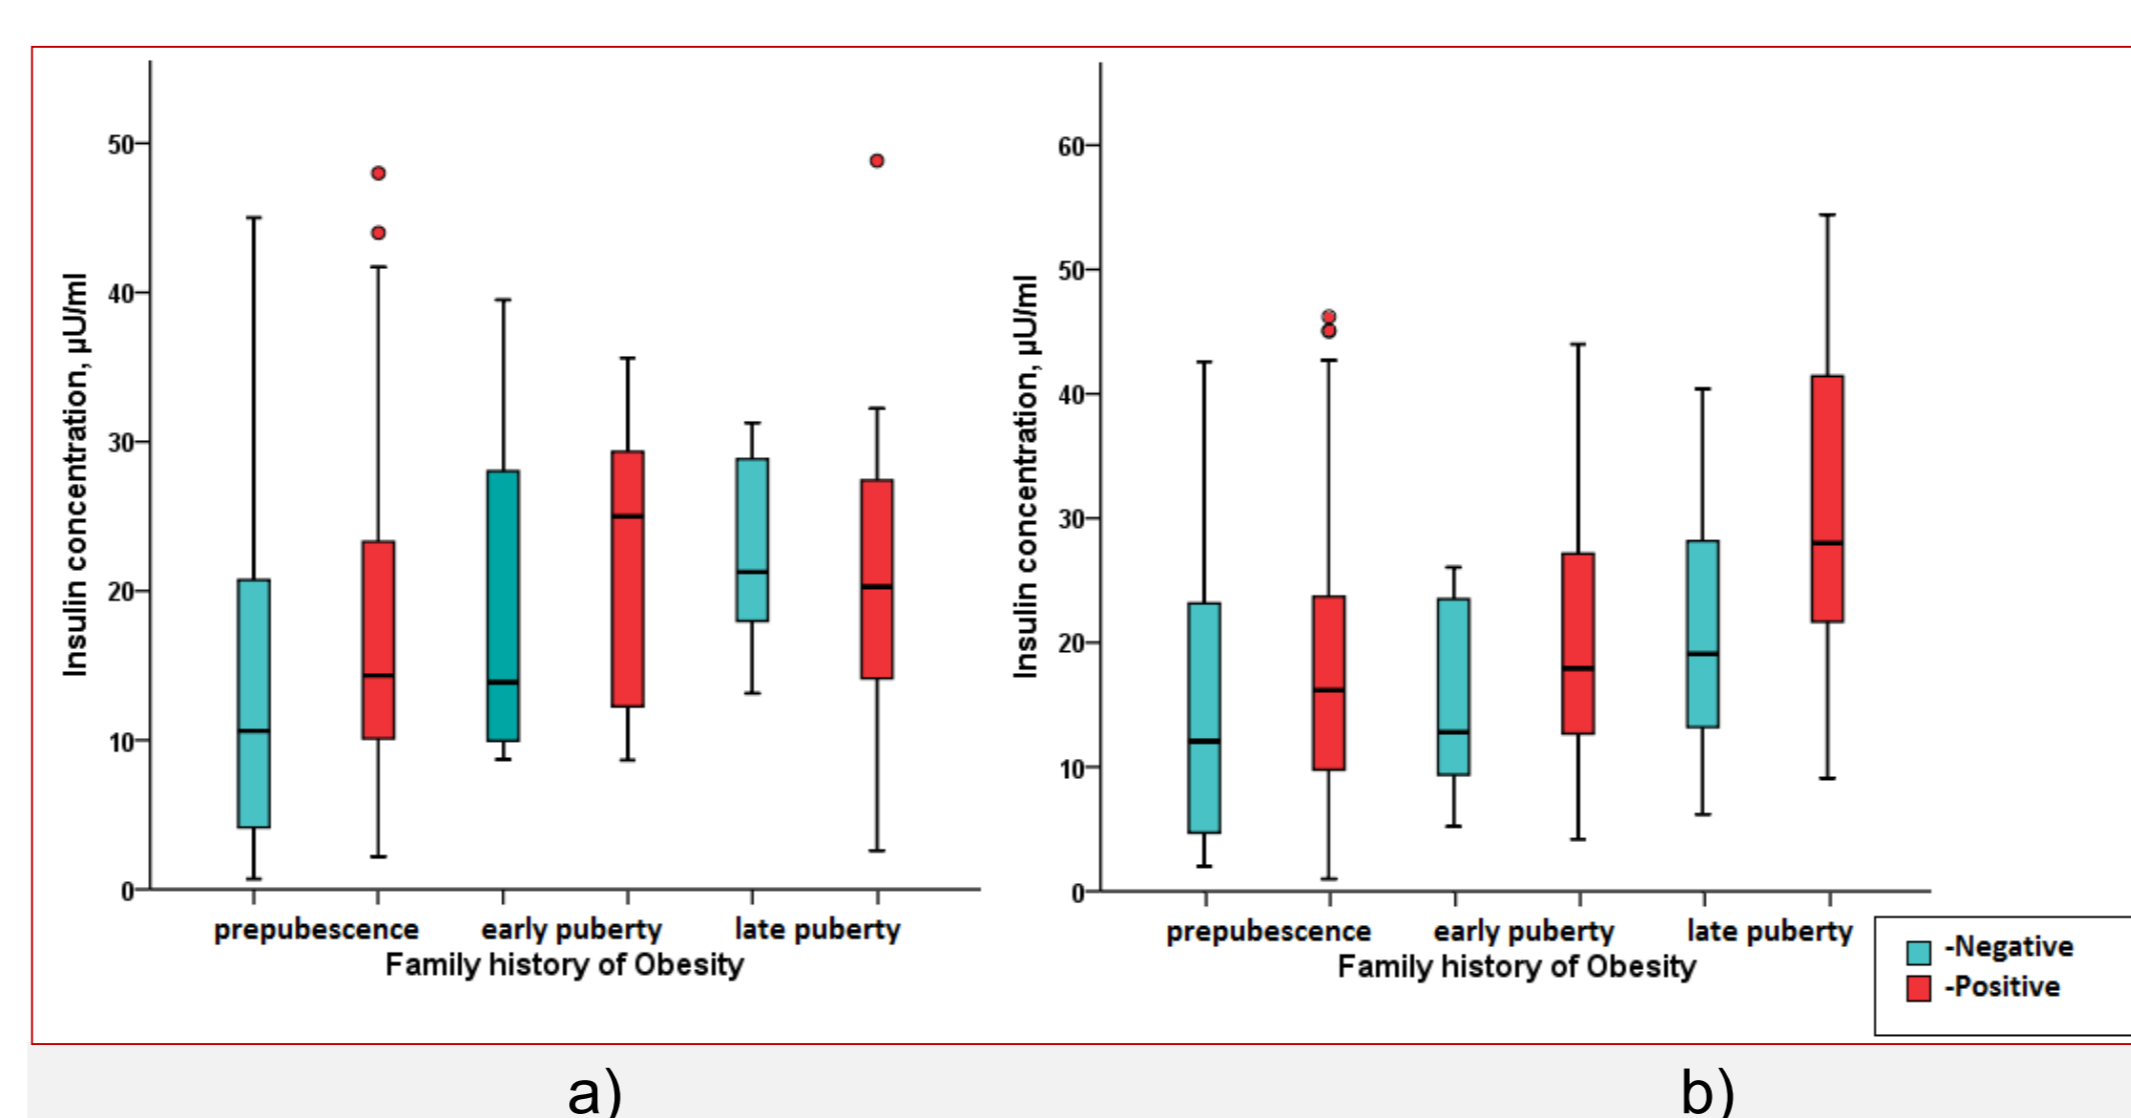 Insulin concentration, µU/ml
50
40
30
20
10
0
prepubescence early puberty late puberty
Family history of Obesity
a)
Insulin concentration, µU/ml
60
50
40
30
20
10
0
prepubescence early puberty late puberty
Family history of Obesity
-Negative
-Positive
b)